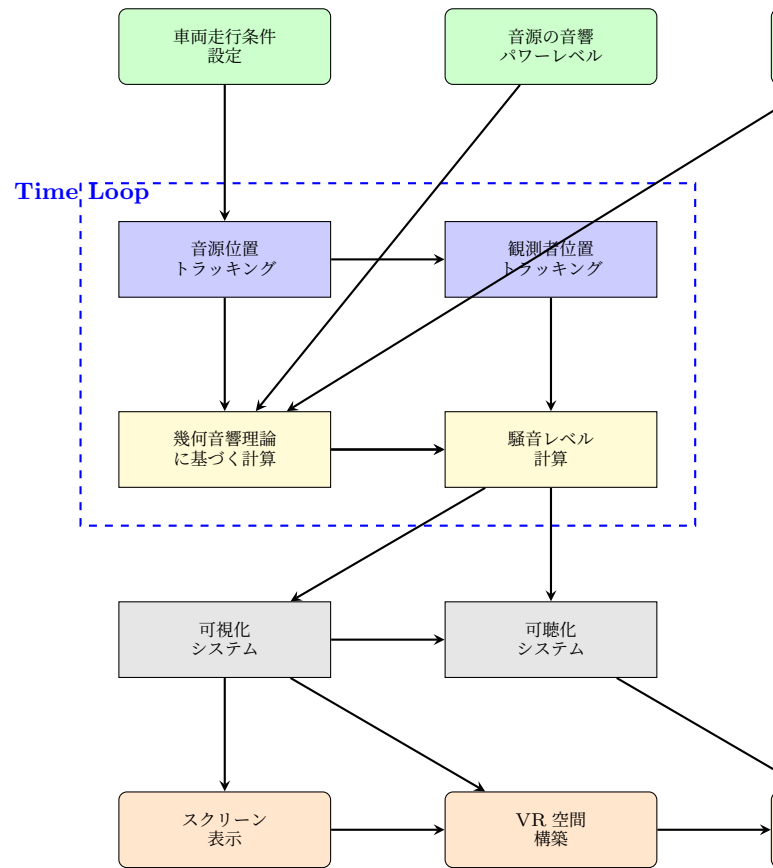 車両走行条件
設定
音源の音響
パワーレベル
Time Loop
音源位置
トラッキング
観測者位置
トラッキング
幾何音響理論
に基づく計算
騒音レベル
計算
可視化
システム
可聴化
システム
スクリーン
表示
VR 空間
構築